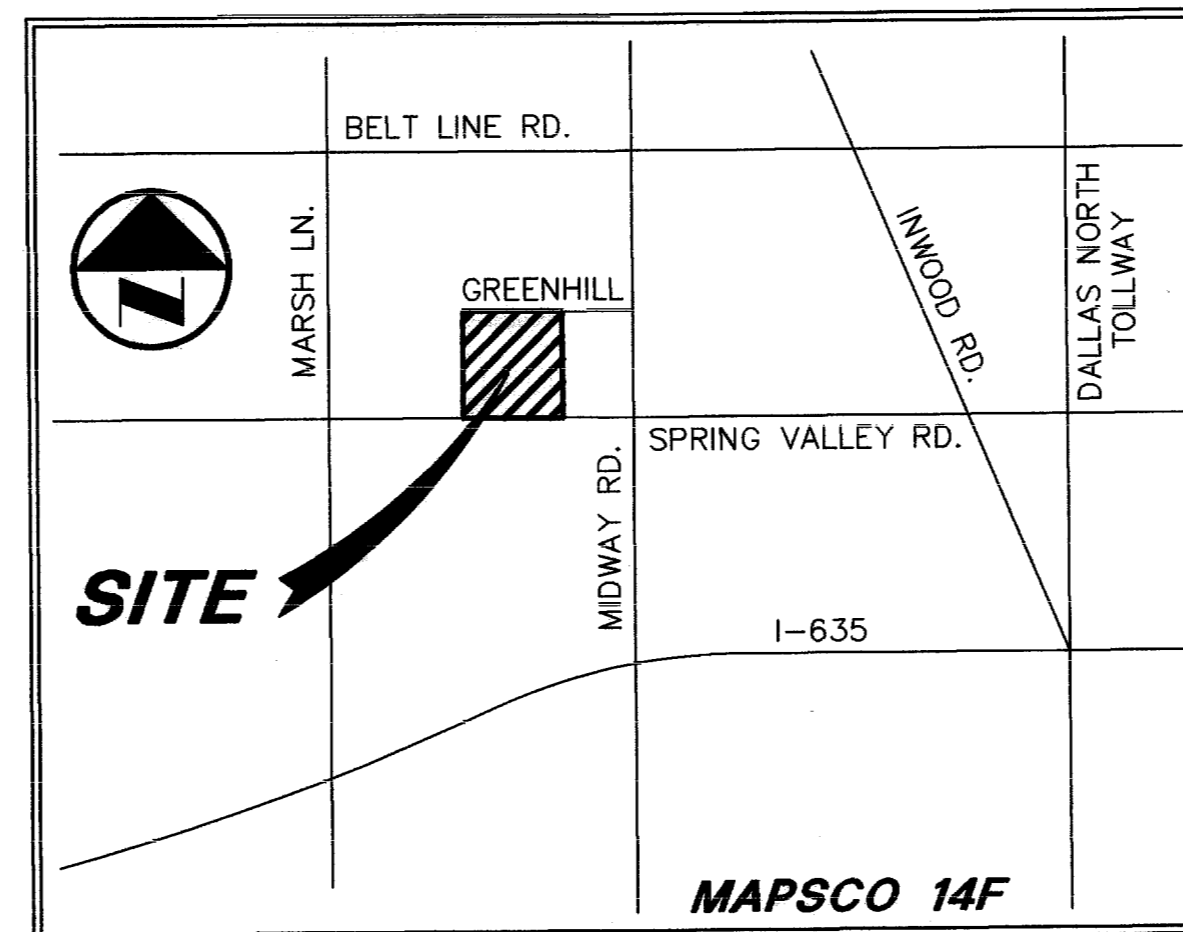 BELT LINE RD.
MARSH LN.
GREENHILL
INWOOD RD.
DALLAS NORTH
TOLLWAY
N
SPRING VALLEY RD.
MIDWAY RD.
SITE
I-635
MAPSCO 14F